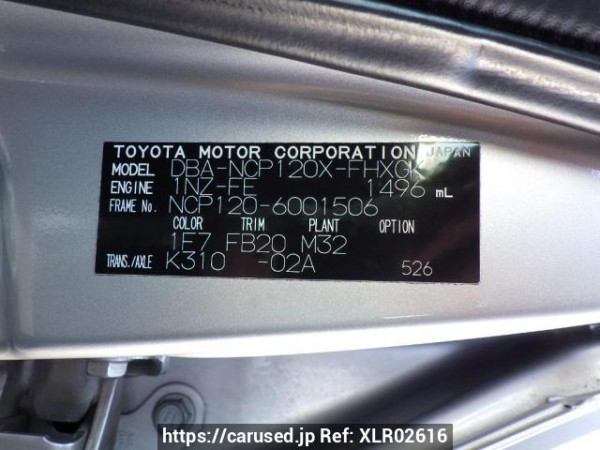 TOYOTA MOTOR CORPORATION JAPAN
MODEL DBA-NCP120X-FHXGK
ENGINE 1NZ-FE 1496 mL
FRAME No. NCP120-6001506
COLOR TRIM PLANT OPTION
1E7 FB20 M32
TRANS./AXLE K310 -02A 526
https://carused.jp Ref: XLR02616